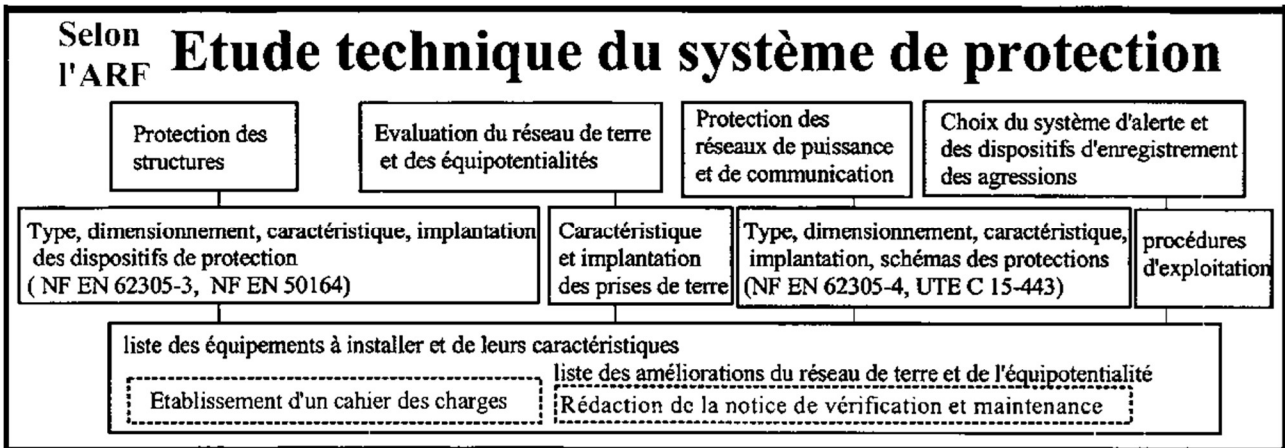 Selon
l'ARF
Etude technique du système de protection
Protection des
structures
Evaluation du réseau de terre
et des équipotentialités
Protection des
réseaux de puissance
et de communication
Choix du système d'alerte et
des dispositifs d'enregistrement
des agressions
Type, dimensionnement, caractéristique, implantation
des dispositifs de protection
( NF EN 62305-3, NF EN 50164)
Caractéristique
et implantation
des prises de terre
Type, dimensionnement, caractéristique,
implantation, schémas des protections
(NF EN 62305-4, UTE C 15-443)
procédures
d'exploitation
liste des équipements à installer et de leurs caractéristiques
liste des améliorations du réseau de terre et de l'équipotentialité
Etablissement d'un cahier des charges
Rédaction de la notice de vérification et maintenance